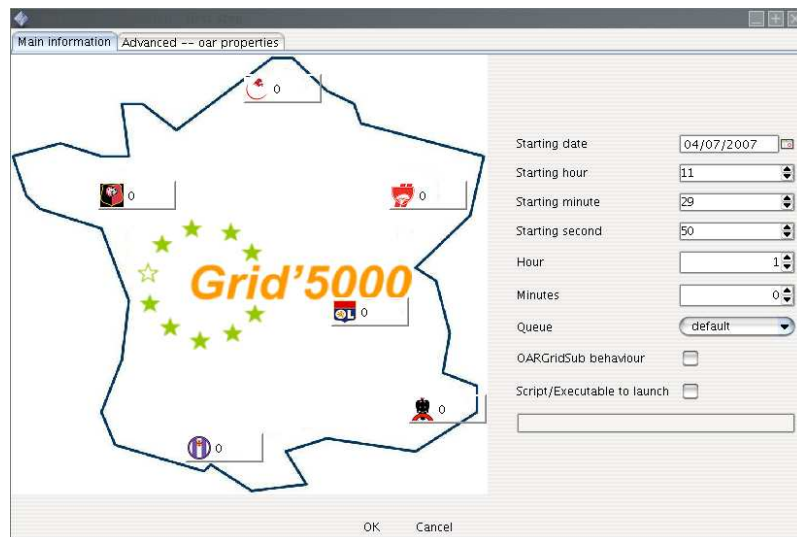 Main information
Advanced -- oar properties
0
0
0
Grid'5000
0
0
0
Starting date
04/07/2007
Starting hour
11
Starting minute
29
Starting second
50
Hour
1
Minutes
0
Queue
default
OARGridSub behaviour
Script/Executable to launch
OK
Cancel